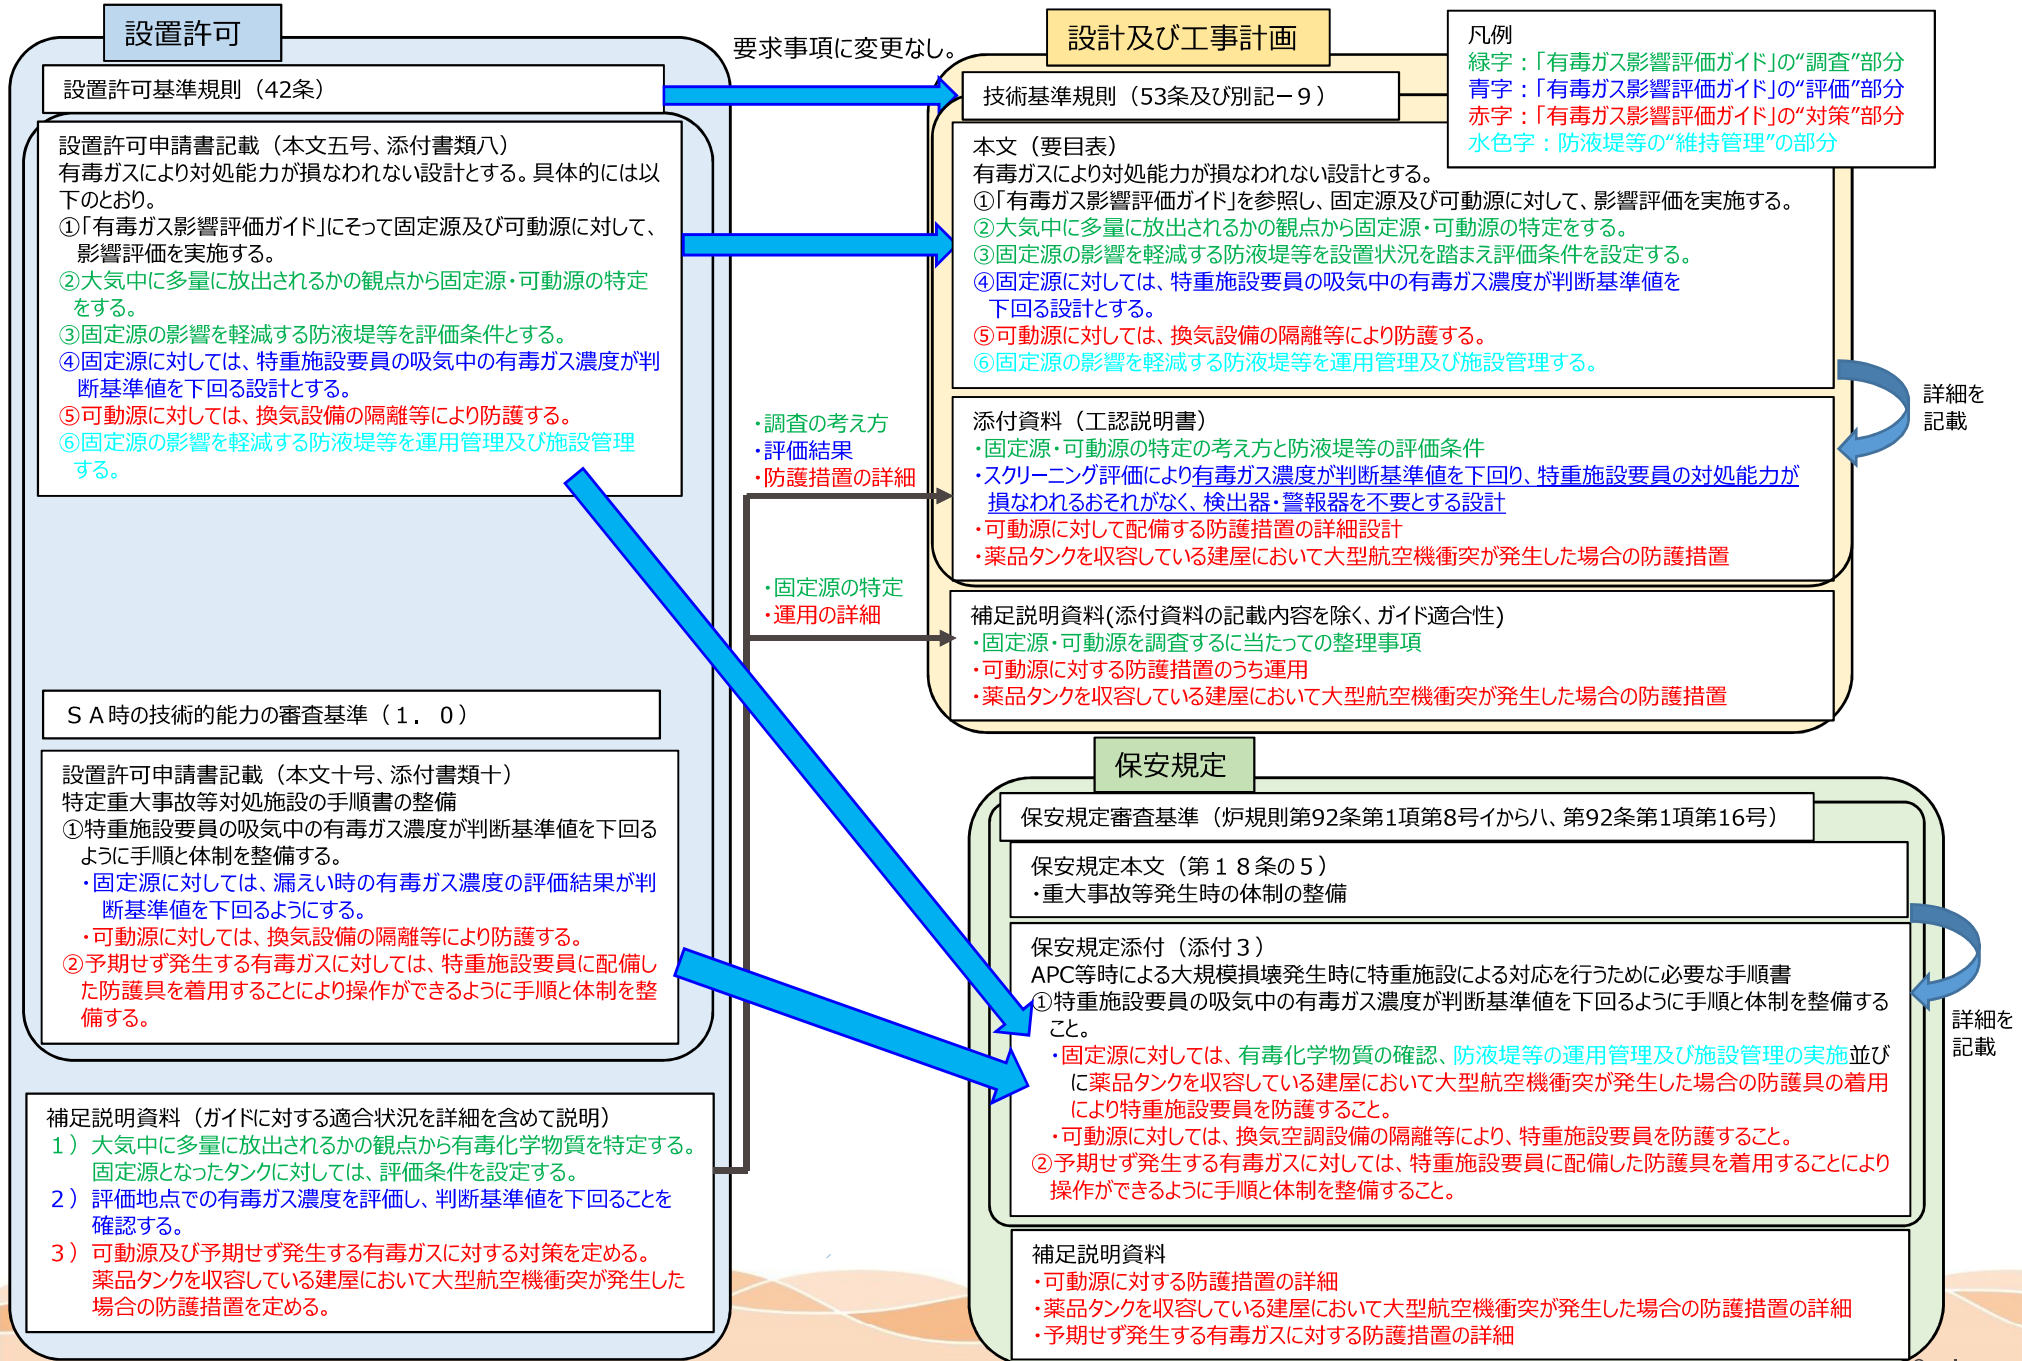 設置許可
設置許可基準規則（42条）
設置許可申請書記載（本文五号、添付書類八）
有毒ガスにより対処能力が損なわれない設計とする。具体的には以
下のとおり。
①「有毒ガス影響評価ガイド」にそって固定源及び可動源に対して、
影響評価を実施する。
②大気中に多量に放出されるかの観点から固定源・可動源の特定
をする。
③固定源の影響を軽減する防液堤等を評価条件とする。
④固定源に対しては、特重施設要員の吸気中の有毒ガス濃度が判
断基準値を下回る設計とする。
⑤可動源に対しては、換気設備の隔離等により防護する。
⑥固定源の影響を軽減する防液堤等を運用管理及び施設管理
する。
ＳＡ時の技術的能力の審査基準（１．０）
設置許可申請書記載（本文十号、添付書類十）
特定重大事故等対処施設の手順書の整備
①特重施設要員の吸気中の有毒ガス濃度が判断基準値を下回る
ように手順と体制を整備する。
・固定源に対しては、漏えい時の有毒ガス濃度の評価結果が判
断基準値を下回るようにする。
・可動源に対しては、換気設備の隔離等により防護する。
②予期せず発生する有毒ガスに対しては、特重施設要員に配備し
た防護具を着用することにより操作ができるように手順と体制を整
備する。
補足説明資料（ガイドに対する適合状況を詳細を含めて説明）
１）大気中に多量に放出されるかの観点から有毒化学物質を特定する。
固定源となったタンクに対しては、評価条件を設定する。
２）評価地点での有毒ガス濃度を評価し、判断基準値を下回ることを
確認する。
３）可動源及び予期せず発生する有毒ガスに対する対策を定める。
薬品タンクを収容している建屋において大型航空機衝突が発生した
場合の防護措置を定める。
要求事項に変更なし。
・調査の考え方
・評価結果
・防護措置の詳細
・固定源の特定
・運用の詳細
設計及び工事計画
技術基準規則（53条及び別記－９）
凡例
緑字：「有毒ガス影響評価ガイド」の“調査”部分
青字：「有毒ガス影響評価ガイド」の“評価”部分
赤字：「有毒ガス影響評価ガイド」の“対策”部分
水色字：防液堤等の“維持管理”の部分
本文（要目表）
有毒ガスにより対処能力が損なわれない設計とする。
①「有毒ガス影響評価ガイド」を参照し、固定源及び可動源に対して、影響評価を実施する。
②大気中に多量に放出されるかの観点から固定源・可動源の特定をする。
③固定源の影響を軽減する防液堤等を設置状況を踏まえ評価条件を設定する。
④固定源に対しては、特重施設要員の吸気中の有毒ガス濃度が判断基準値を
下回る設計とする。
⑤可動源に対しては、換気設備の隔離等により防護する。
⑥固定源の影響を軽減する防液堤等を運用管理及び施設管理する。
詳細を
記載
添付資料（工認説明書）
・固定源・可動源の特定の考え方と防液堤等の評価条件
・スクリーニング評価により有毒ガス濃度が判断基準値を下回り、特重施設要員の対処能力が
損なわれるおそれがなく、検出器・警報器を不要とする設計
・可動源に対して配備する防護措置の詳細設計
・薬品タンクを収容している建屋において大型航空機衝突が発生した場合の防護措置
補足説明資料(添付資料の記載内容を除く、ガイド適合性)
・固定源・可動源を調査するに当たっての整理事項
・可動源に対する防護措置のうち運用
・薬品タンクを収容している建屋において大型航空機衝突が発生した場合の防護措置
保安規定
保安規定審査基準（炉規則第92条第1項第8号イからハ、第92条第1項第16号）
保安規定本文（第１８条の５）
・重大事故等発生時の体制の整備
保安規定添付（添付３）
APC等時による大規模損壊発生時に特重施設による対応を行うために必要な手順書
①特重施設要員の吸気中の有毒ガス濃度が判断基準値を下回るように手順と体制を整備する
こと。
・固定源に対しては、有毒化学物質の確認、防液堤等の運用管理及び施設管理の実施並び
に薬品タンクを収容している建屋において大型航空機衝突が発生した場合の防護具の着用
により特重施設要員を防護すること。
・可動源に対しては、換気空調設備の隔離等により、特重施設要員を防護すること。
②予期せず発生する有毒ガスに対しては、特重施設要員に配備した防護具を着用することにより
操作ができるように手順と体制を整備すること。
詳細を
記載
補足説明資料
・可動源に対する防護措置の詳細
・薬品タンクを収容している建屋において大型航空機衝突が発生した場合の防護措置の詳細
・予期せず発生する有毒ガスに対する防護措置の詳細